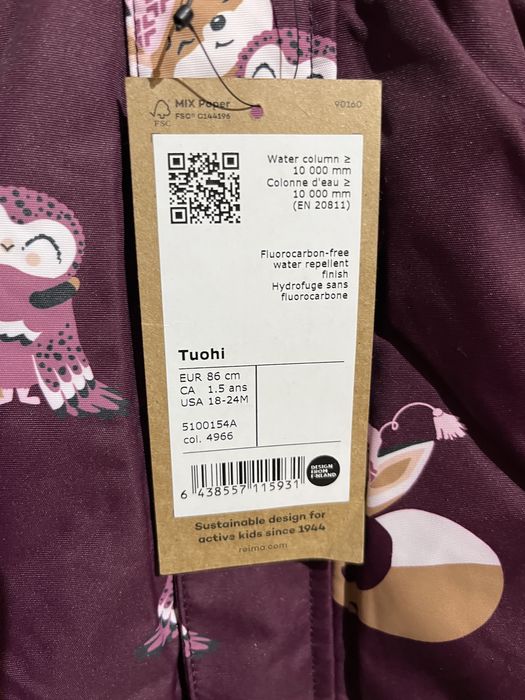 MIX Paper
FSC® C144196
FSC
90160
Water column ≥
10 000 mm
Colonne d'eau ≥
10 000 mm
(EN 20811)
Fluorocarbon-free
water repellent
finish
Hydrofuge sans
fluorocarbone
Tuohi
EUR 86 cm
CA 1.5 ans
USA 18-24M
5100154A
col. 4966
6 438557 115931
DESIGN
FROM
FINLAND
Sustainable design for
active kids since 1944
reima.com